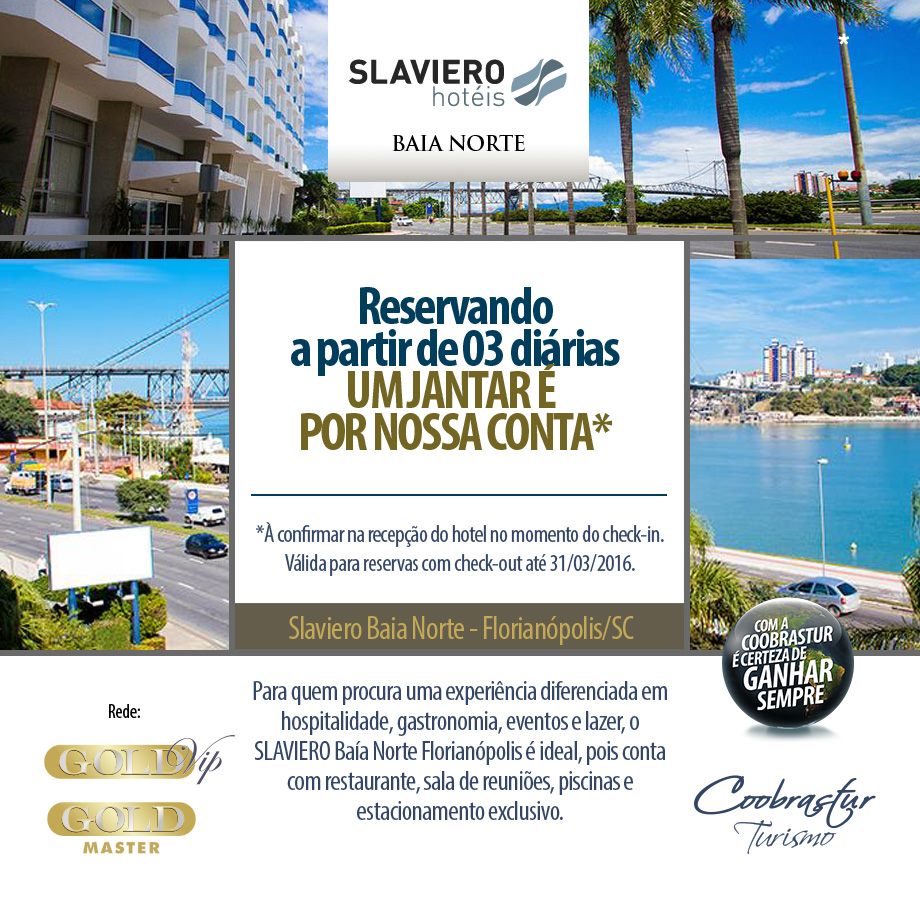 *
SLAVIERO
hotéis
BAIA NORTE
Reservando
a partir de 03 diárias
UM JANTAR É
POR NOSSA CONTA*
*À confirmar na recepção do hotel no momento do check-in.
Válida para reservas com check-out até 31/03/2016.
Slaviero Baia Norte - Florianópolis/SC
COM A
COOBRASTUR
É CERTEZA DE
GANHAR
SEMPRE
Para quem procura uma experiência diferenciada em
hospitalidade, gastronomia, eventos e lazer, o
SLAVIERO Baía Norte Florianópolis é ideal, pois conta
com restaurante, sala de reuniões, piscinas e
estacionamento exclusivo.
Rede:
GOLD Vip
GOLD
MASTER
Coobrastur
Turismo